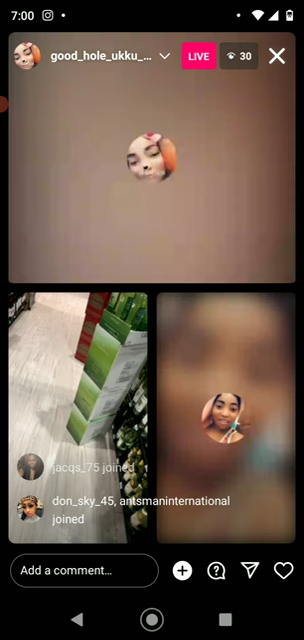 7:00
good_hole_ukku_...
LIVE
30
jacqs_75 joined
don_sky_45, antsmaninternational
joined
Add a comment...